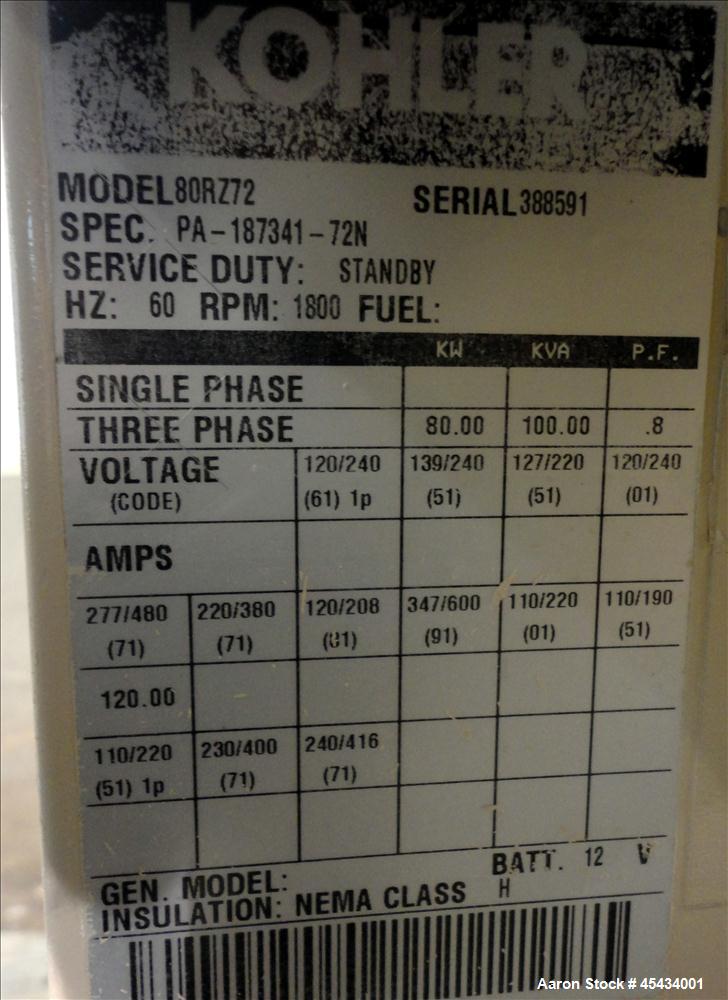 KOHLER
MODEL 80RZ72 SERIAL 388591
SPEC. PA-187341-72N
SERVICE DUTY: STANDBY
HZ: 60 RPM: 1800 FUEL:
KW KVA P.F.
SINGLE PHASE
THREE PHASE 80.00 100.00 .8
VOLTAGE 120/240 139/240 127/220 120/240
(CODE) (61) 1p (51) (51) (01)
AMPS
277/480 220/380 120/208 347/600 110/220 110/190
(71) (71) (81) (91) (01) (51)
120.00
110/220 230/400 240/416
(51) 1p (71) (71)
BATT. 12 V
GEN. MODEL:
INSULATION: NEMA CLASS H
Aaron Stock # 45434001